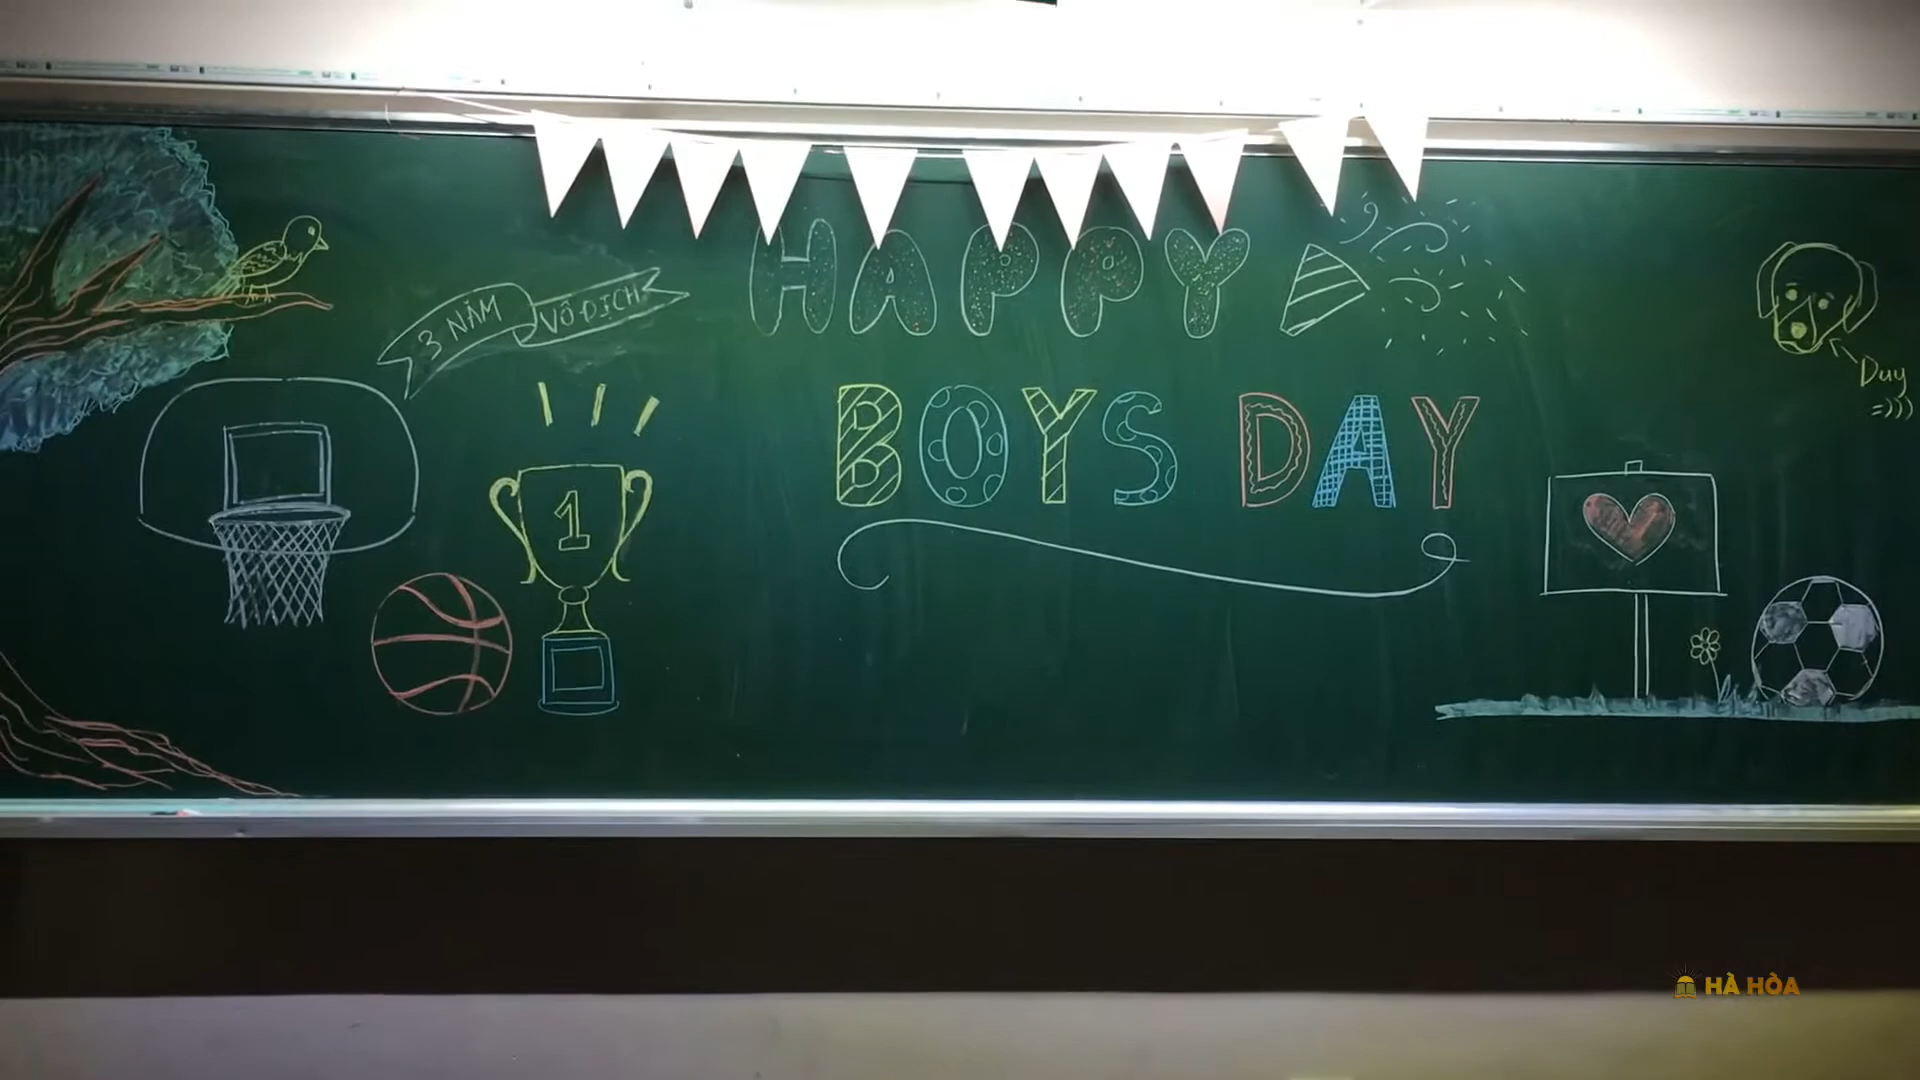 3 NĂM VÔ ĐỊCH
HAPPY
BOYS DAY
1
Duy
=)))
HÀ HÒA